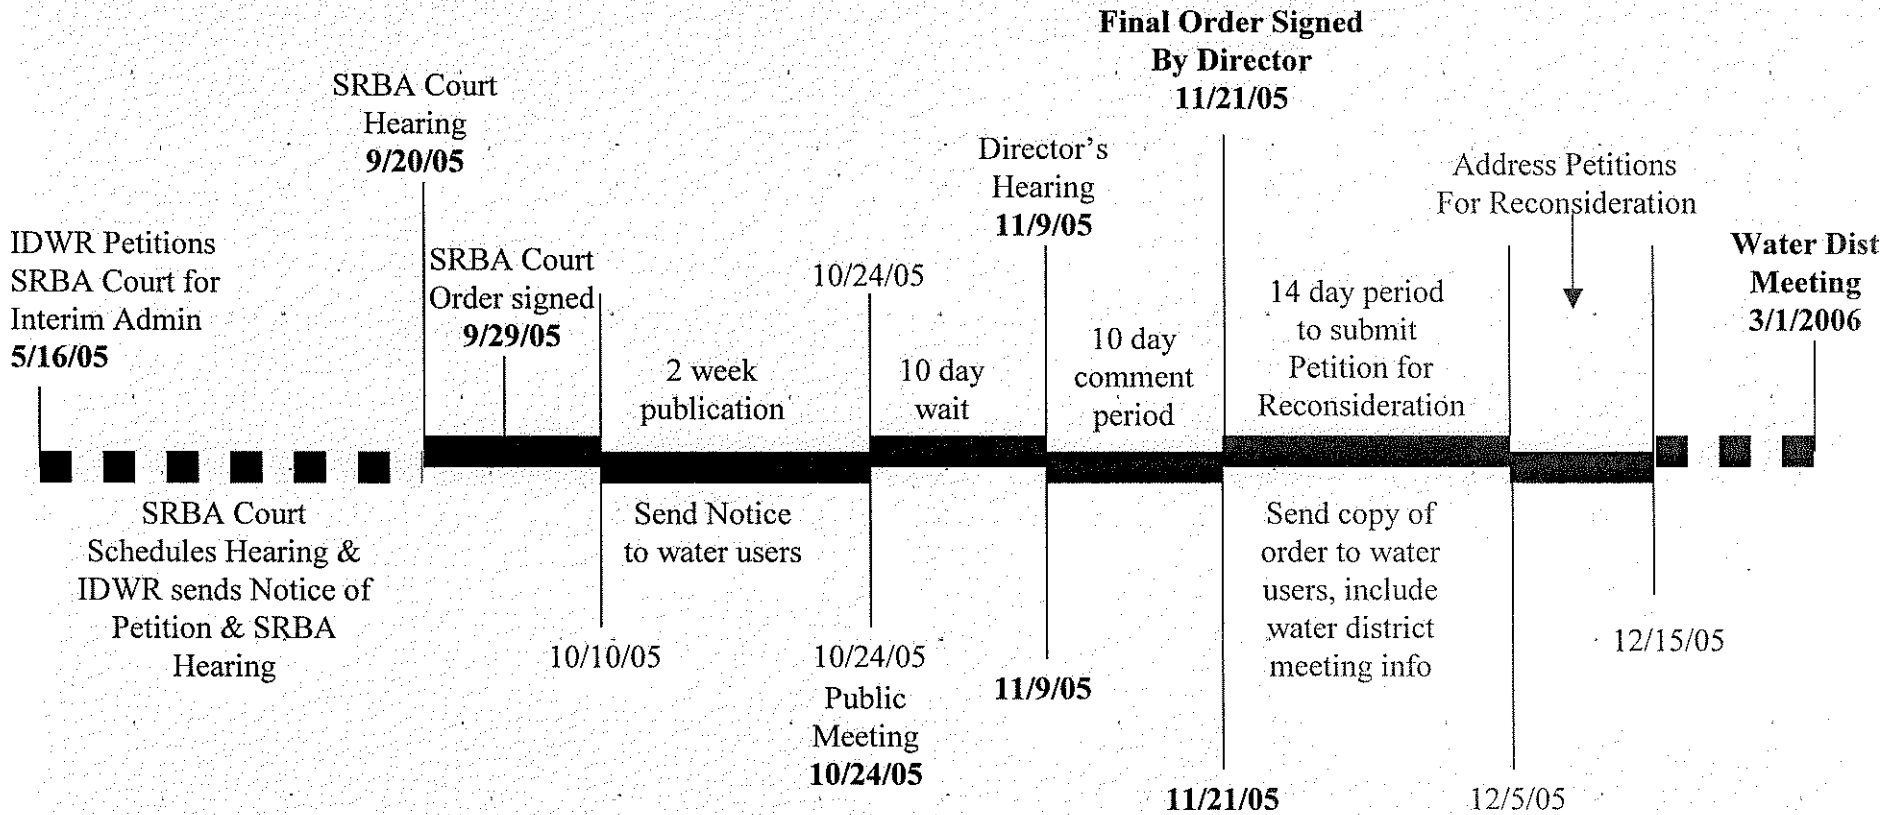 Final Order Signed
By Director
11/21/05
SRBA Court
Hearing
9/20/05
Director's
Hearing
11/9/05
Address Petitions
For Reconsideration
IDWR Petitions
SRBA Court for
Interim Admin
5/16/05
SRBA Court
Order signed
9/29/05
10/24/05
Water Dist
Meeting
3/1/2006
2 week
publication
10 day
wait
10 day
comment
period
14 day period
to submit
Petition for
Reconsideration
SRBA Court
Schedules Hearing &
IDWR sends Notice of
Petition & SRBA
Hearing
Send Notice
to water users
Send copy of
order to water
users, include
water district
meeting info
10/10/05
10/24/05
Public
Meeting
10/24/05
11/9/05
11/21/05
12/5/05
12/15/05